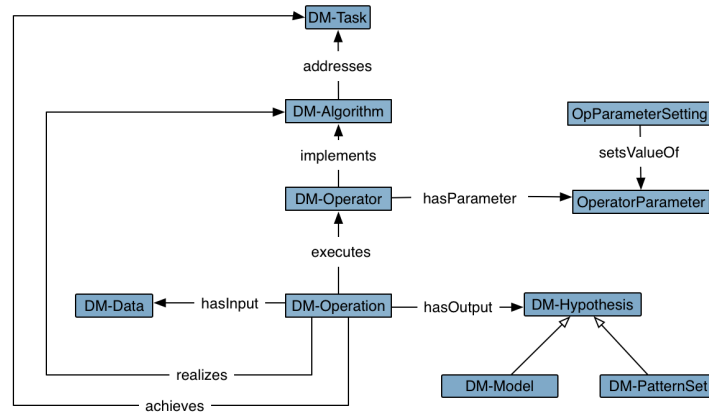 DM-Task
addresses
DM-Algorithm
OpParameterSetting
implements
setsValueOf
DM-Operator
hasParameter
OperatorParameter
executes
DM-Data
hasInput
DM-Operation
hasOutput
DM-Hypothesis
realizes
DM-Model
DM-PatternSet
achieves